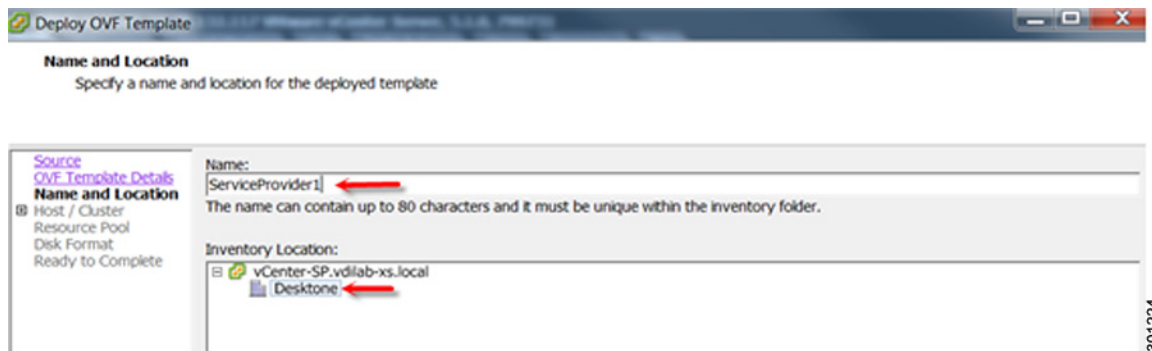 Deploy OVF Template
Name and Location
Specify a name and location for the deployed template
Source
OVF Template Details
Name and Location
Host / Cluster
Resource Pool
Disk Format
Ready to Complete
Name:
ServiceProvider1
The name can contain up to 80 characters and it must be unique within the inventory folder.
Inventory Location:
vCenter-SP.vdilab-xs.local
Desktone